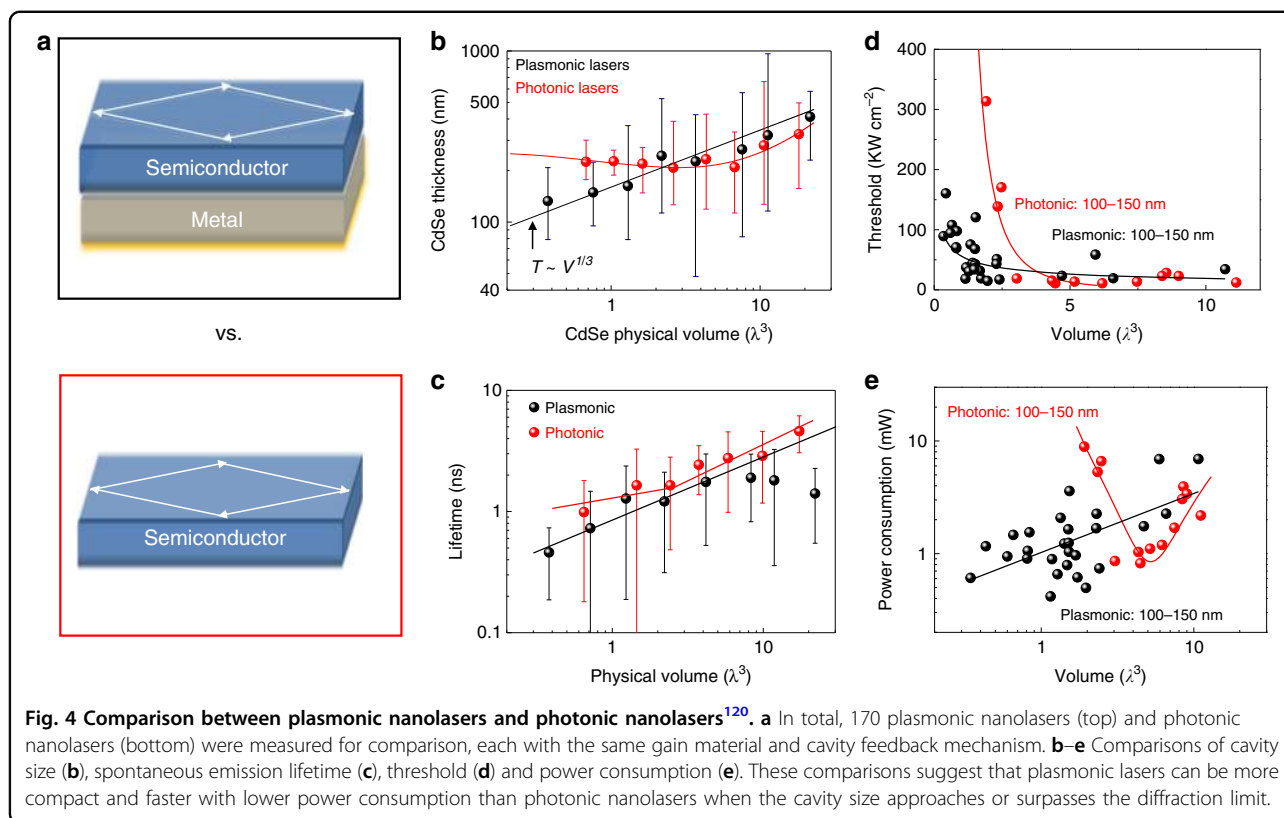 a
Semiconductor
Metal
vs.
Semiconductor
b
Plasmonic lasers
Photonic lasers
1000
500
100
40
CdSe thickness (nm)
T ~ V^1/3
1
10
CdSe physical volume (λ³)
c
Plasmonic
Photonic
10
1
0.1
Lifetime (ns)
1
10
Physical volume (λ³)
d
400
300
200
100
0
Threshold (KW cm⁻²)
Photonic: 100–150 nm
Plasmonic: 100–150 nm
0
5
10
Volume (λ³)
e
Photonic: 100–150 nm
10
1
Power consumption (mW)
Plasmonic: 100–150 nm
1
10
Volume (λ³)
Fig. 4 Comparison between plasmonic nanolasers and photonic nanolasers¹²⁰. a In total, 170 plasmonic nanolasers (top) and photonic
nanolasers (bottom) were measured for comparison, each with the same gain material and cavity feedback mechanism. b–e Comparisons of cavity
size (b), spontaneous emission lifetime (c), threshold (d) and power consumption (e). These comparisons suggest that plasmonic lasers can be more
compact and faster with lower power consumption than photonic nanolasers when the cavity size approaches or surpasses the diffraction limit.